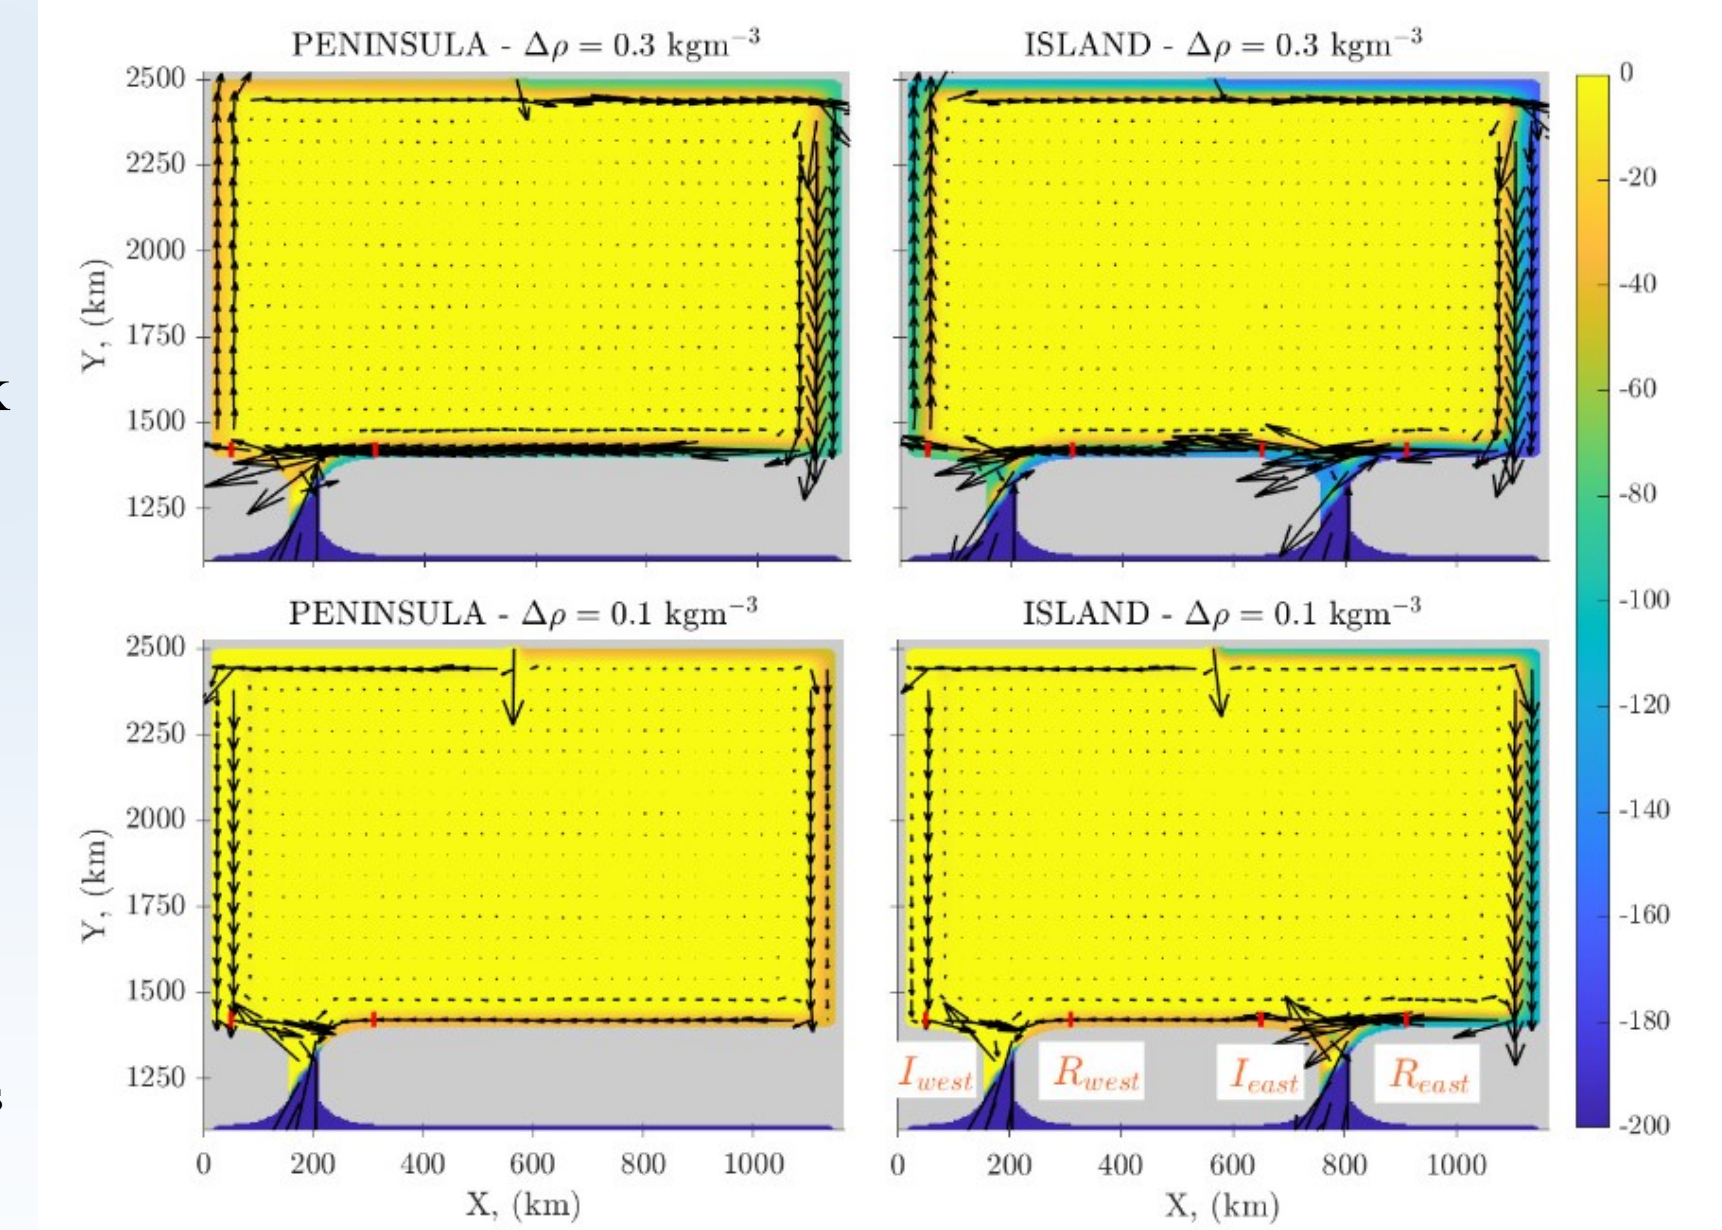 PENINSULA - Δρ = 0.3 kgm⁻³
ISLAND - Δρ = 0.3 kgm⁻³
2500
2250
2000
1750
1500
1250
Y, (km)
0
-20
-40
-60
-80
-100
-120
-140
-160
-180
-200
PENINSULA - Δρ = 0.1 kgm⁻³
ISLAND - Δρ = 0.1 kgm⁻³
2500
2250
2000
1750
1500
1250
Y, (km)
I_west R_west I_east R_east
0 200 400 600 800 1000
0 200 400 600 800 1000
X, (km)
X, (km)